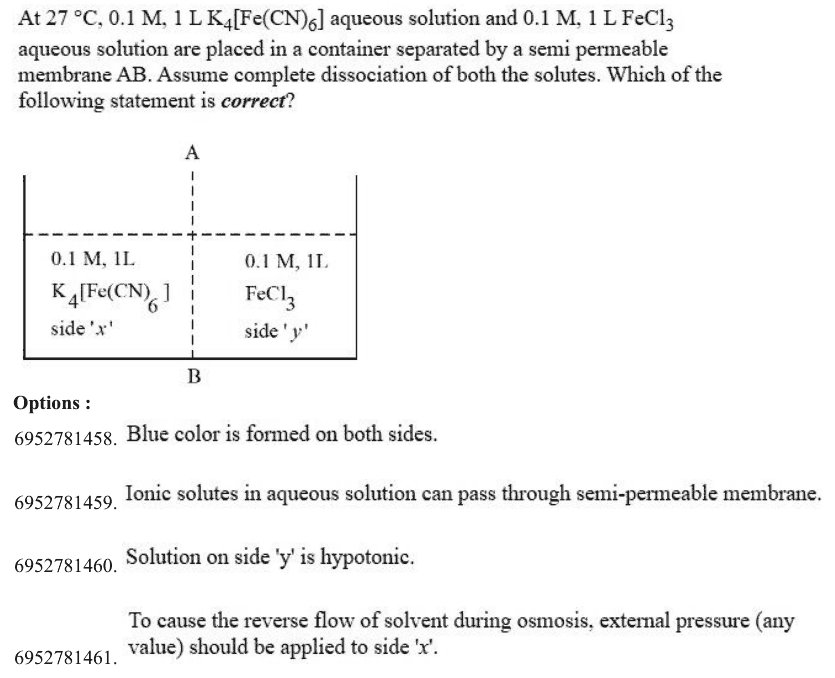 At 27 °C, 0.1 M, 1 L K₄[Fe(CN)₆] aqueous solution and 0.1 M, 1 L FeCl₃
aqueous solution are placed in a container separated by a semi permeable
membrane AB. Assume complete dissociation of both the solutes. Which of the
following statement is correct?
A
0.1 M, 1L
K₄[Fe(CN)₆]
side 'x'
0.1 M, 1L
FeCl₃
side 'y'
B
Options :
6952781458. Blue color is formed on both sides.
6952781459. Ionic solutes in aqueous solution can pass through semi-permeable membrane.
6952781460. Solution on side 'y' is hypotonic.
To cause the reverse flow of solvent during osmosis, external pressure (any
6952781461. value) should be applied to side 'x'.